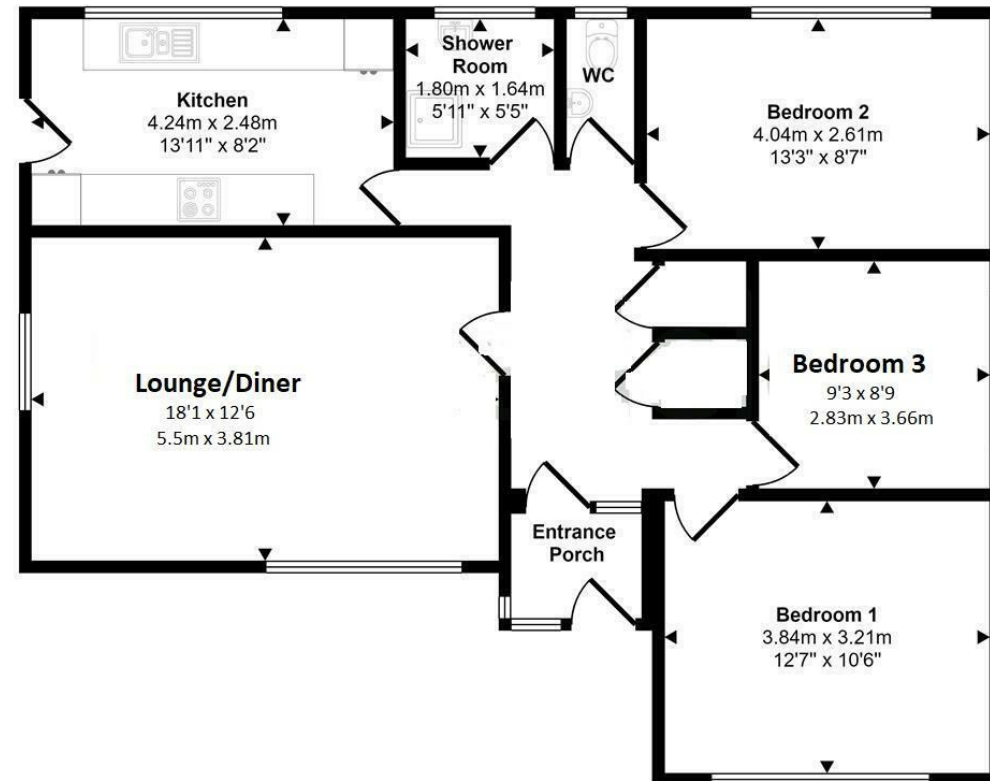 Kitchen
4.24m x 2.48m
13'11" x 8'2"
Shower
Room
1.80m x 1.64m
5'11" x 5'5"
WC
Bedroom 2
4.04m x 2.61m
13'3" x 8'7"
Lounge/Diner
18'1 x 12'6
5.5m x 3.81m
Bedroom 3
9'3 x 8'9
2.83m x 3.66m
Entrance
Porch
Bedroom 1
3.84m x 3.21m
12'7" x 10'6"